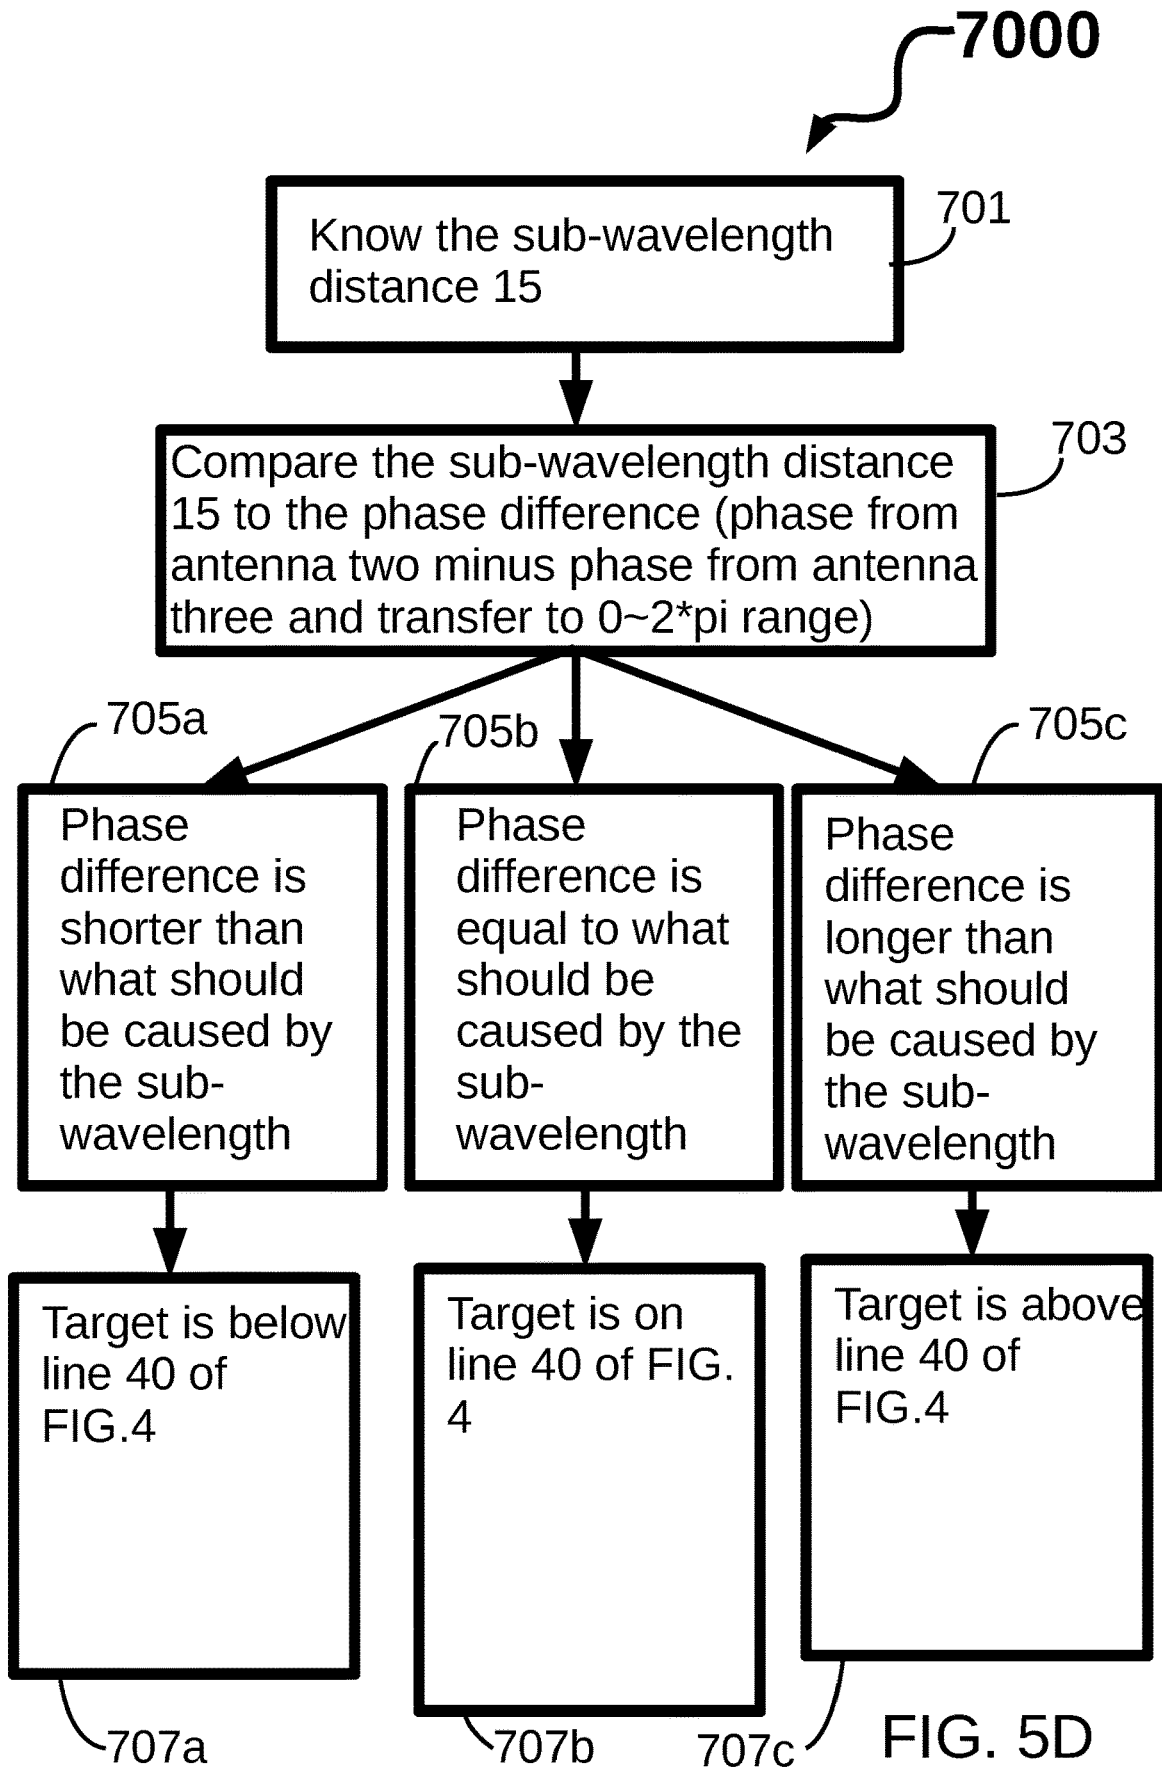 7000
701
Know the sub-wavelength
distance 15
703
Compare the sub-wavelength distance
15 to the phase difference (phase from
antenna two minus phase from antenna
three and transfer to 0~2*pi range)
705a
705b
705c
Phase
difference is
shorter than
what should
be caused by
the sub-
wavelength
Phase
difference is
equal to what
should be
caused by the
sub-
wavelength
Phase
difference is
longer than
what should
be caused by
the sub-
wavelength
Target is below
line 40 of
FIG.4
Target is on
line 40 of FIG.
4
Target is above
line 40 of
FIG.4
707a
707b
707c
FIG. 5D